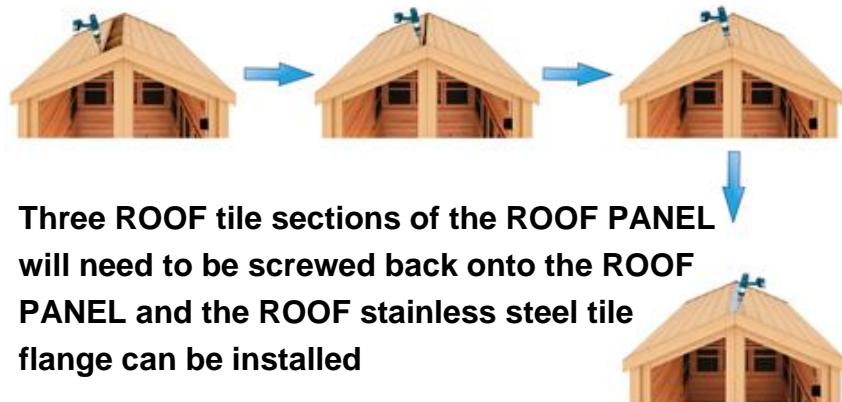 Three ROOF tile sections of the ROOF PANEL
will need to be screwed back onto the ROOF
PANEL and the ROOF stainless steel tile
flange can be installed